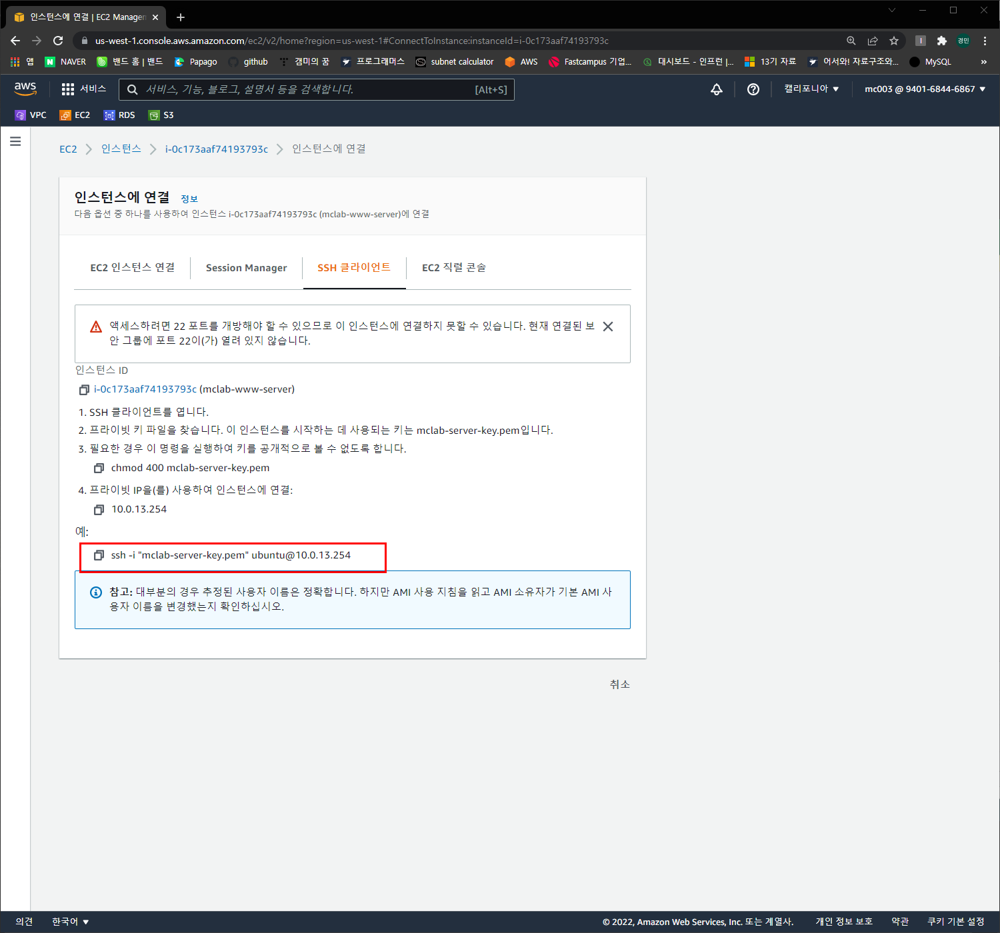 인스턴스에 연결 | EC2 Managen
us-west-1.console.aws.amazon.com/ec2/v2/home?region=us-west-1#ConnectToInstance:instanceId=i-0c173aaf74193793c
I
경민
앱 NAVER 밴드 홈 | 밴드 Papago github 갬미의 꿈 프로그래머스 subnet calculator AWS Fastcampus 기업... 대시보드 - 인프런 |... 13기 자료 어서와! 자료구조와... MySQL »
aws 서비스 서비스, 기능, 블로그, 설명서 등을 검색합니다. [Alt+S] 캘리포니아 ▼ mc003 @ 9401-6844-6867 ▼
VPC EC2 RDS S3
EC2 > 인스턴스 > i-0c173aaf74193793c > 인스턴스에 연결
인스턴스에 연결 정보
다음 옵션 중 하나를 사용하여 인스턴스 i-0c173aaf74193793c (mclab-www-server)에 연결
EC2 인스턴스 연결 Session Manager SSH 클라이언트 EC2 직렬 콘솔
액세스하려면 22 포트를 개방해야 할 수 있으므로 이 인스턴스에 연결하지 못할 수 있습니다. 현재 연결된 보
안 그룹에 포트 22이(가) 열려 있지 않습니다.
인스턴스 ID
i-0c173aaf74193793c (mclab-www-server)
1. SSH 클라이언트를 엽니다.
2. 프라이빗 키 파일을 찾습니다. 이 인스턴스를 시작하는 데 사용되는 키는 mclab-server-key.pem입니다.
3. 필요한 경우 이 명령을 실행하여 키를 공개적으로 볼 수 없도록 합니다.
chmod 400 mclab-server-key.pem
4. 프라이빗 IP을(를) 사용하여 인스턴스에 연결:
10.0.13.254
예:
ssh -i "mclab-server-key.pem" ubuntu@10.0.13.254
참고: 대부분의 경우 추정된 사용자 이름은 정확합니다. 하지만 AMI 사용 지침을 읽고 AMI 소유자가 기본 AMI 사
용자 이름을 변경했는지 확인하십시오.
취소
의견 한국어 ▼ © 2022, Amazon Web Services, Inc. 또는 계열사. 개인 정보 보호 약관 쿠키 기본 설정